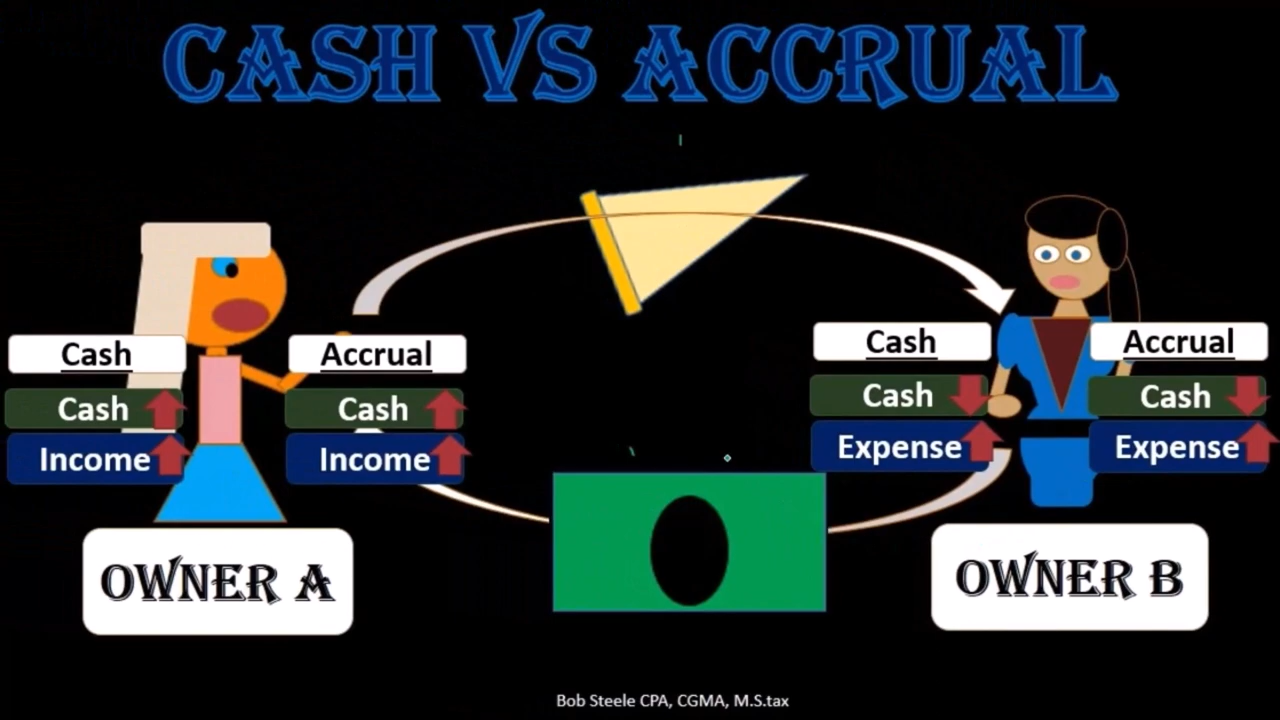 CASH VS ACCRUAL
Cash
Cash
Income
Accrual
Cash
Income
Cash
Cash
Expense
Accrual
Cash
Expense
OWNER A
OWNER B
Bob Steele CPA, CGMA, M.S.tax